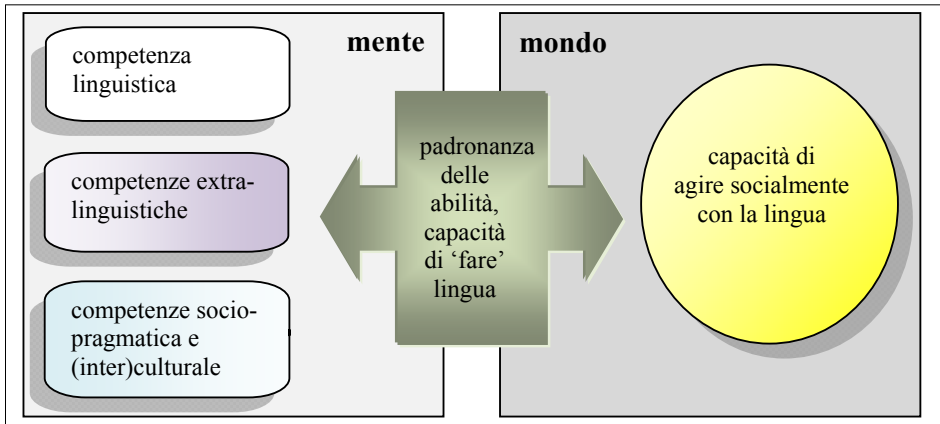 mente
competenza
linguistica
competenze extra-
linguistiche
competenze socio-
pragmatica e
(inter)culturale
padronanza
delle
abilità,
capacità
di ‘fare’
lingua
mondo
capacità di
agire socialmente
con la lingua